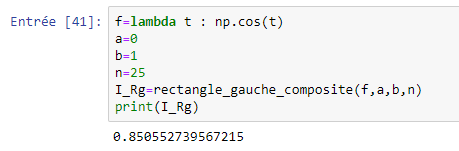 Entrée [41]: f=lambda t : np.cos(t)
a=0
b=1
n=25
I_Rg=rectangle_gauche_composite(f,a,b,n)
print(I_Rg)
0.850552739567215